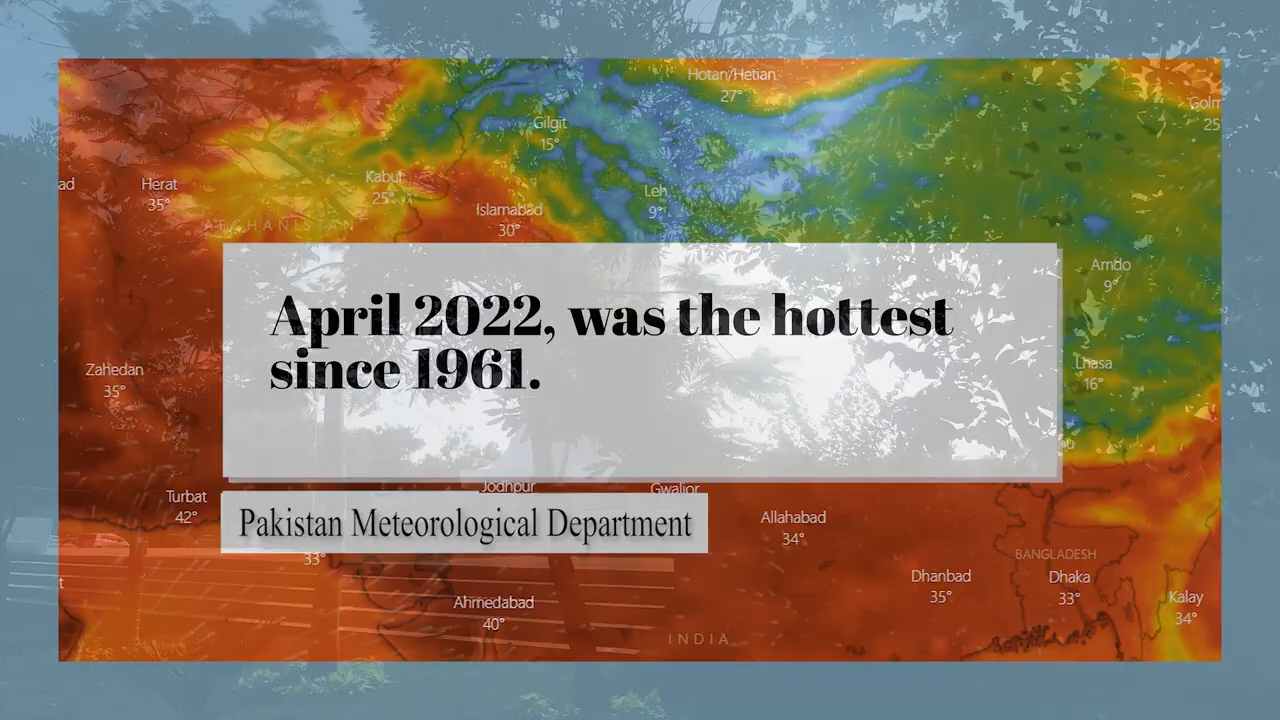 Hotan/Hetian
27°
Gilgit
15°
25
Kabul
25°
Herat
35°
ad
Leh
9°
Islamabad
30°
AFGHANISTAN
April 2022, was the hottest
since 1961.
Amdo
9°
Zahedan
35°
Lhasa
16°
Turbat
42°
Jodhpur
Gwalior
Pakistan Meteorological Department
Allahabad
34°
33°
BANGLADESH
Dhanbad
35°
Dhaka
33°
Kalay
34°
Ahmedabad
40°
INDIA